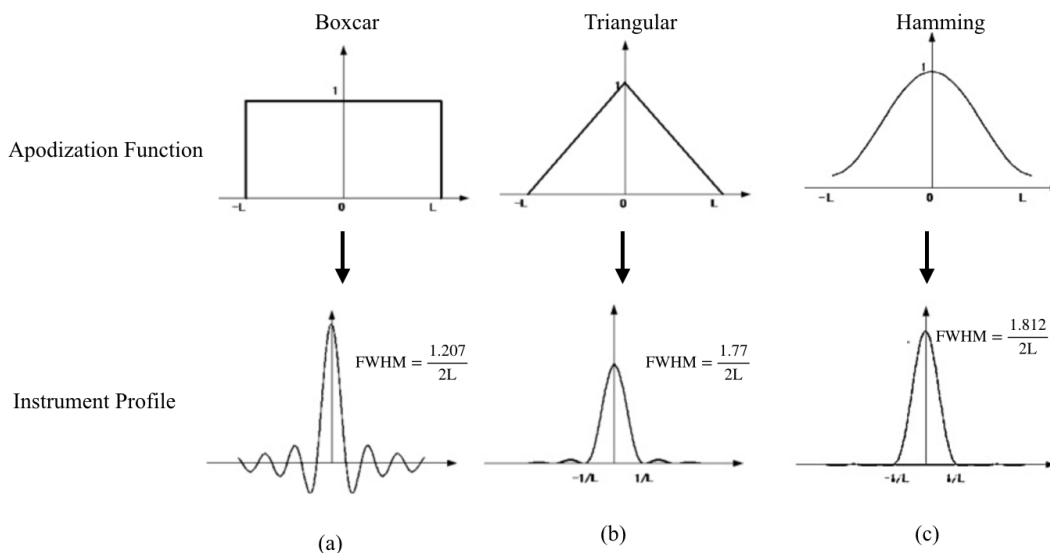 Boxcar
Triangular
Hamming
1
1
1
Apodization Function
-L
0
L
-L
0
L
-L
0
L
FWHM = 1.207/2L
FWHM = 1.77/2L
FWHM = 1.812/2L
Instrument Profile
-1/L
1/L
(a)
(b)
(c)